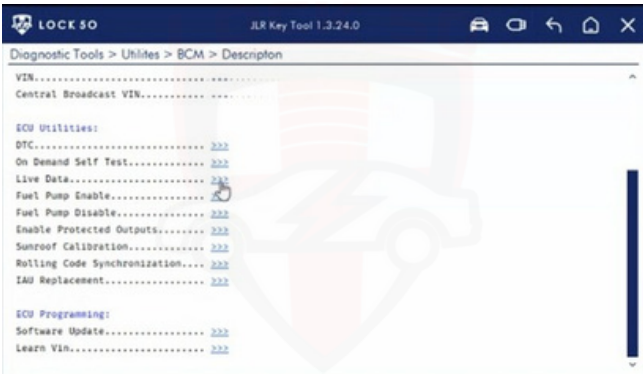 LOCK 50
JLR Key Tool 1.3.24.0
Diagnostic Tools > Utilites > BCM > Descripton
VIN............................. ...
Central Broadcast VIN........... ...
ECU Utilities:
DTC............................. >>>
On Demand Self Test............. >>>
Live Data....................... >>>
Fuel Pump Enable................ >>>
Fuel Pump Disable............... >>>
Enable Protected Outputs........ >>>
Sunroof Calibration............. >>>
Rolling Code Synchronization.... >>>
IAU Replacement................. >>>
ECU Programming:
Software Update................. >>>
Learn Vin....................... >>>